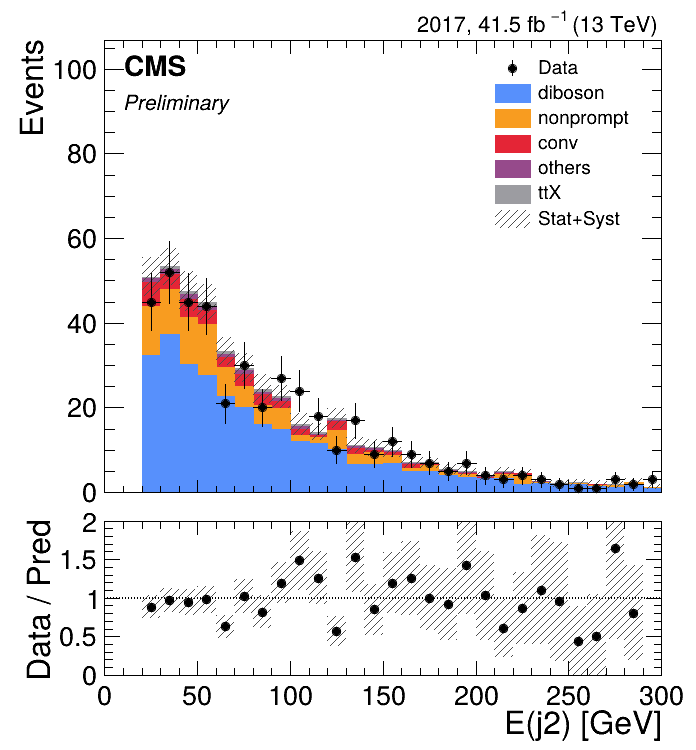 2017, 41.5 fb⁻¹ (13 TeV)
Events
100
80
60
40
20
0
CMS
Preliminary
Data
diboson
nonprompt
conv
others
ttX
Stat+Syst
Data / Pred
2
1.5
1
0.5
0
0 50 100 150 200 250 300
E(j2) [GeV]